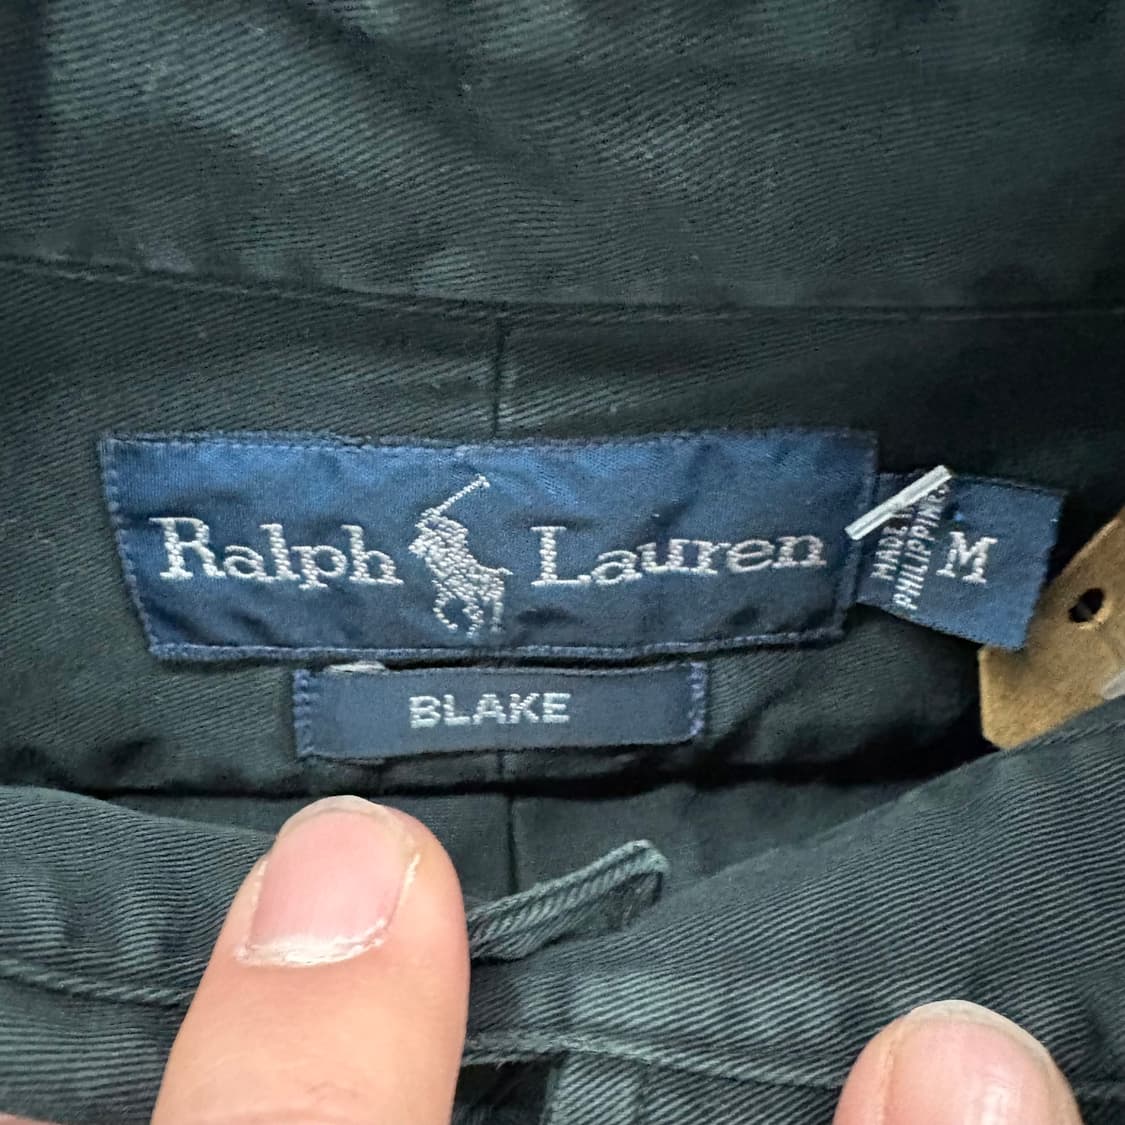 Ralph Lauren
MADE IN
PHILIPPINES
M
BLAKE